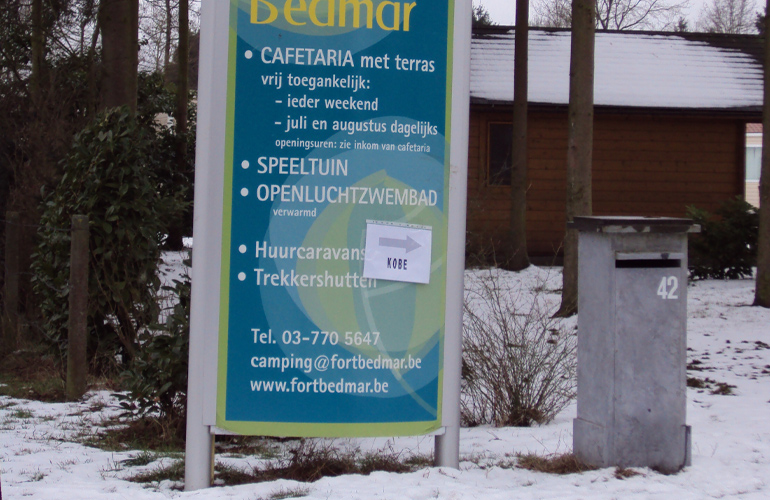 Bedmar
• CAFETARIA met terras
vrij toegankelijk:
– ieder weekend
– juli en augustus dagelijks
openingsuren: zie inkom van cafetaria
• SPEELTUIN
• OPENLUCHTZWEMBAD
verwarmd
• Huurcaravans
• Trekkershutten
KOBE
Tel. 03-770 5647
camping@fortbedmar.be
www.fortbedmar.be
42